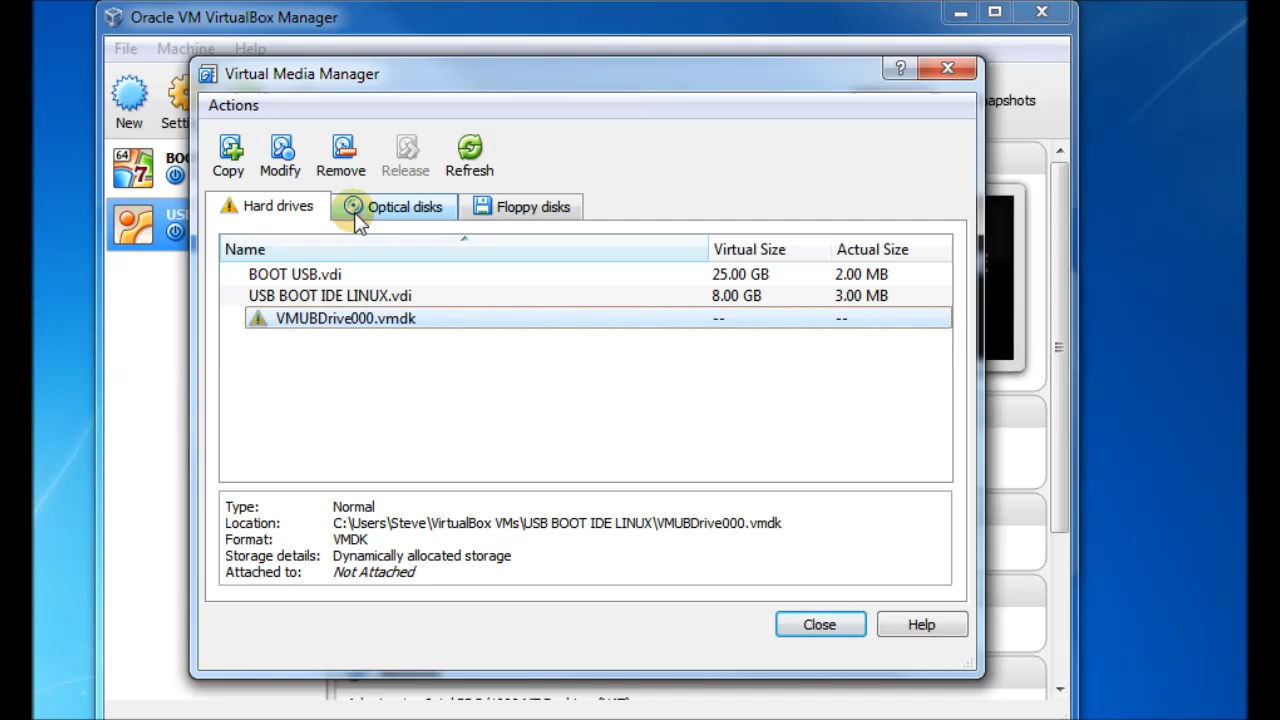 Oracle VM VirtualBox Manager
File Machine Help
Virtual Media Manager
?
Actions
New
Copy Modify Remove Release Refresh
64
7
Hard drives Optical disks Floppy disks
Name Virtual Size Actual Size
BOOT USB.vdi 25.00 GB 2.00 MB
USB BOOT IDE LINUX.vdi 8.00 GB 3.00 MB
VMUBDrive000.vmdk -- --
Type: Normal
Location: C:\Users\Steve\VirtualBox VMs\USB BOOT IDE LINUX\VMUBDrive000.vmdk
Format: VMDK
Storage details: Dynamically allocated storage
Attached to: Not Attached
Close Help